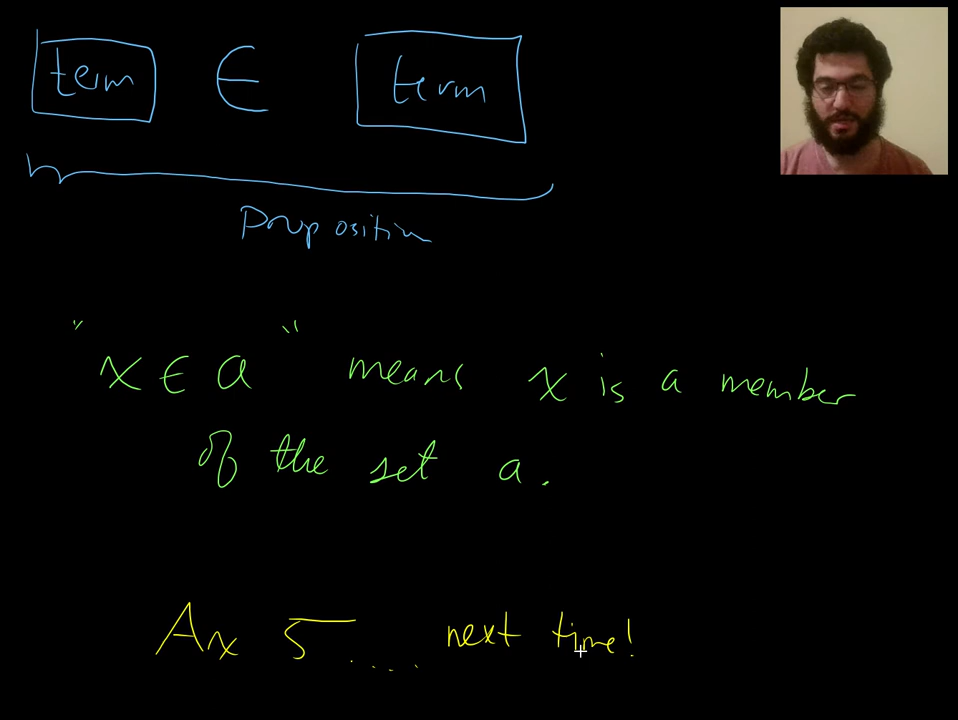 term ∈ term
Proposition
"x ∈ a" means x is a member
of the set a.
Ax 5 .... next time!